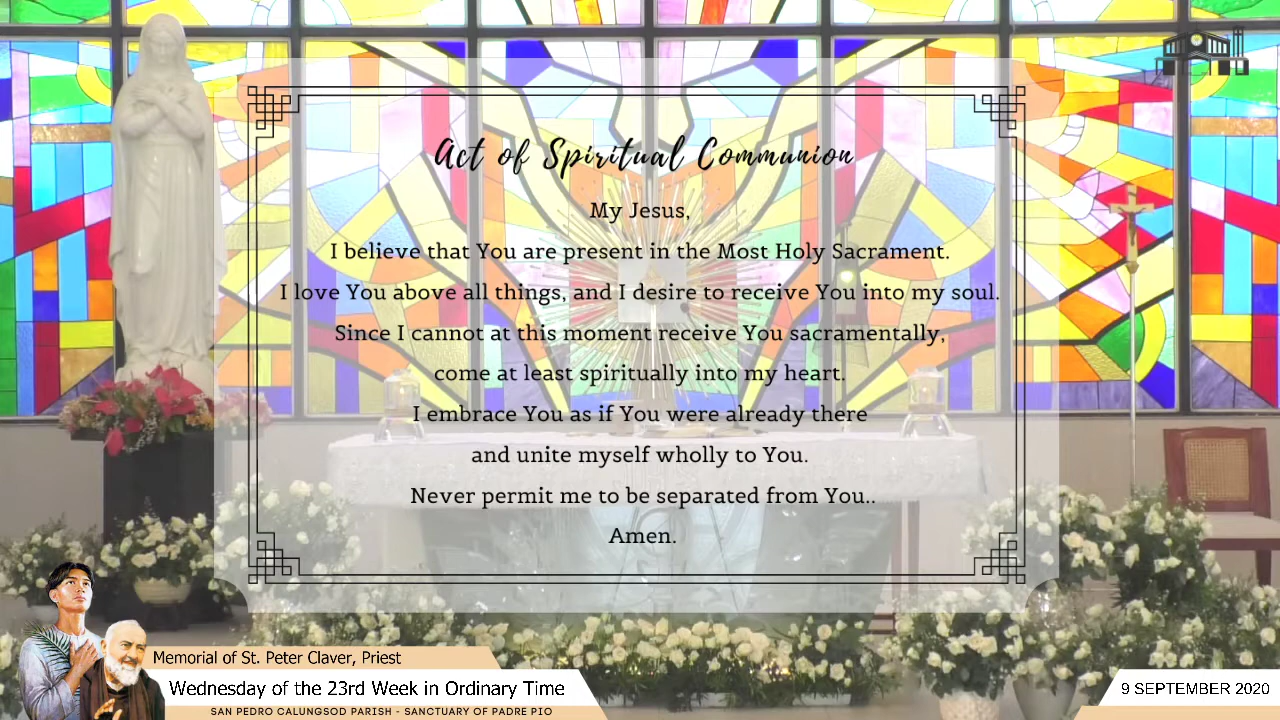 Act of Spiritual Communion
My Jesus,
I believe that You are present in the Most Holy Sacrament.
I love You above all things, and I desire to receive You into my soul.
Since I cannot at this moment receive You sacramentally,
come at least spiritually into my heart.
I embrace You as if You were already there
and unite myself wholly to You.
Never permit me to be separated from You..
Amen.
Memorial of St. Peter Claver, Priest
Wednesday of the 23rd Week in Ordinary Time
SAN PEDRO CALUNGSOD PARISH - SANCTUARY OF PADRE PIO
9 SEPTEMBER 2020